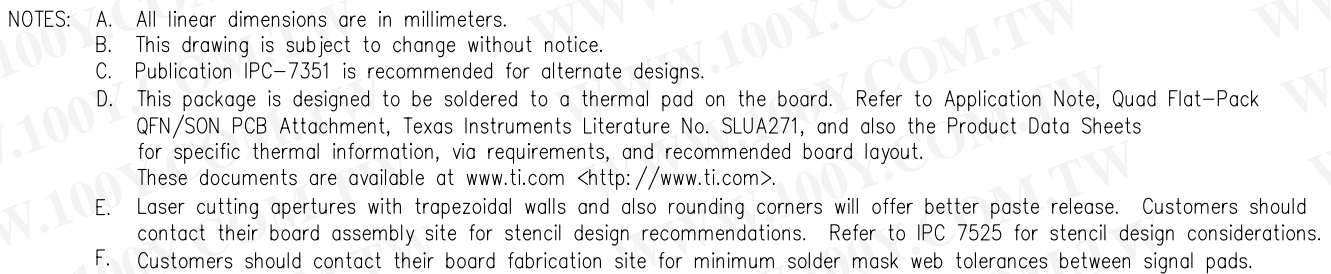 NOTES: A. All linear dimensions are in millimeters.
B. This drawing is subject to change without notice.
C. Publication IPC-7351 is recommended for alternate designs.
D. This package is designed to be soldered to a thermal pad on the board. Refer to Application Note, Quad Flat-Pack
QFN/SON PCB Attachment, Texas Instruments Literature No. SLUA271, and also the Product Data Sheets
for specific thermal information, via requirements, and recommended board layout.
These documents are available at www.ti.com <http://www.ti.com>.
E. Laser cutting apertures with trapezoidal walls and also rounding corners will offer better paste release. Customers should
contact their board assembly site for stencil design recommendations. Refer to IPC 7525 for stencil design considerations.
F. Customers should contact their board fabrication site for minimum solder mask web tolerances between signal pads.
WWW.100Y.COM.TW